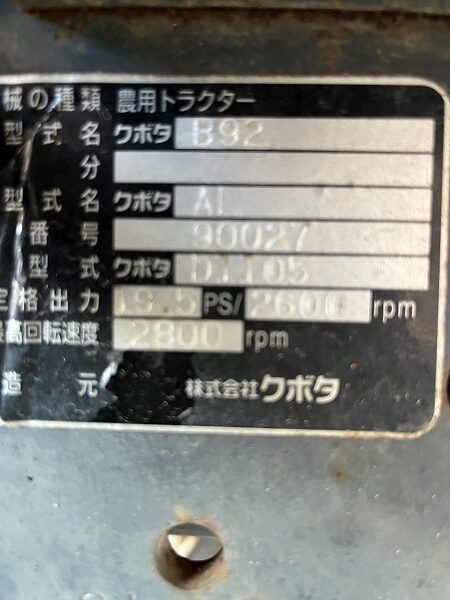 械の種類 農用トラクター
型式名 クボタ B92
分
型式名 クボタ A1
番号 90027
型式 クボタ D1105
定格出力 19.5 PS/ 2600 rpm
最高回転速度 2800 rpm
造元 株式会社クボタ